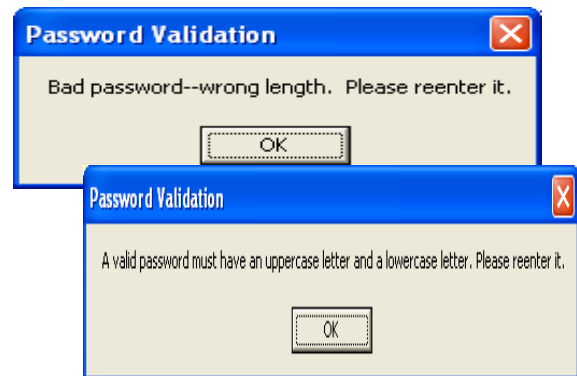 Password Validation
Bad password--wrong length. Please reenter it.
OK
Password Validation
A valid password must have an uppercase letter and a lowercase letter. Please reenter it.
OK